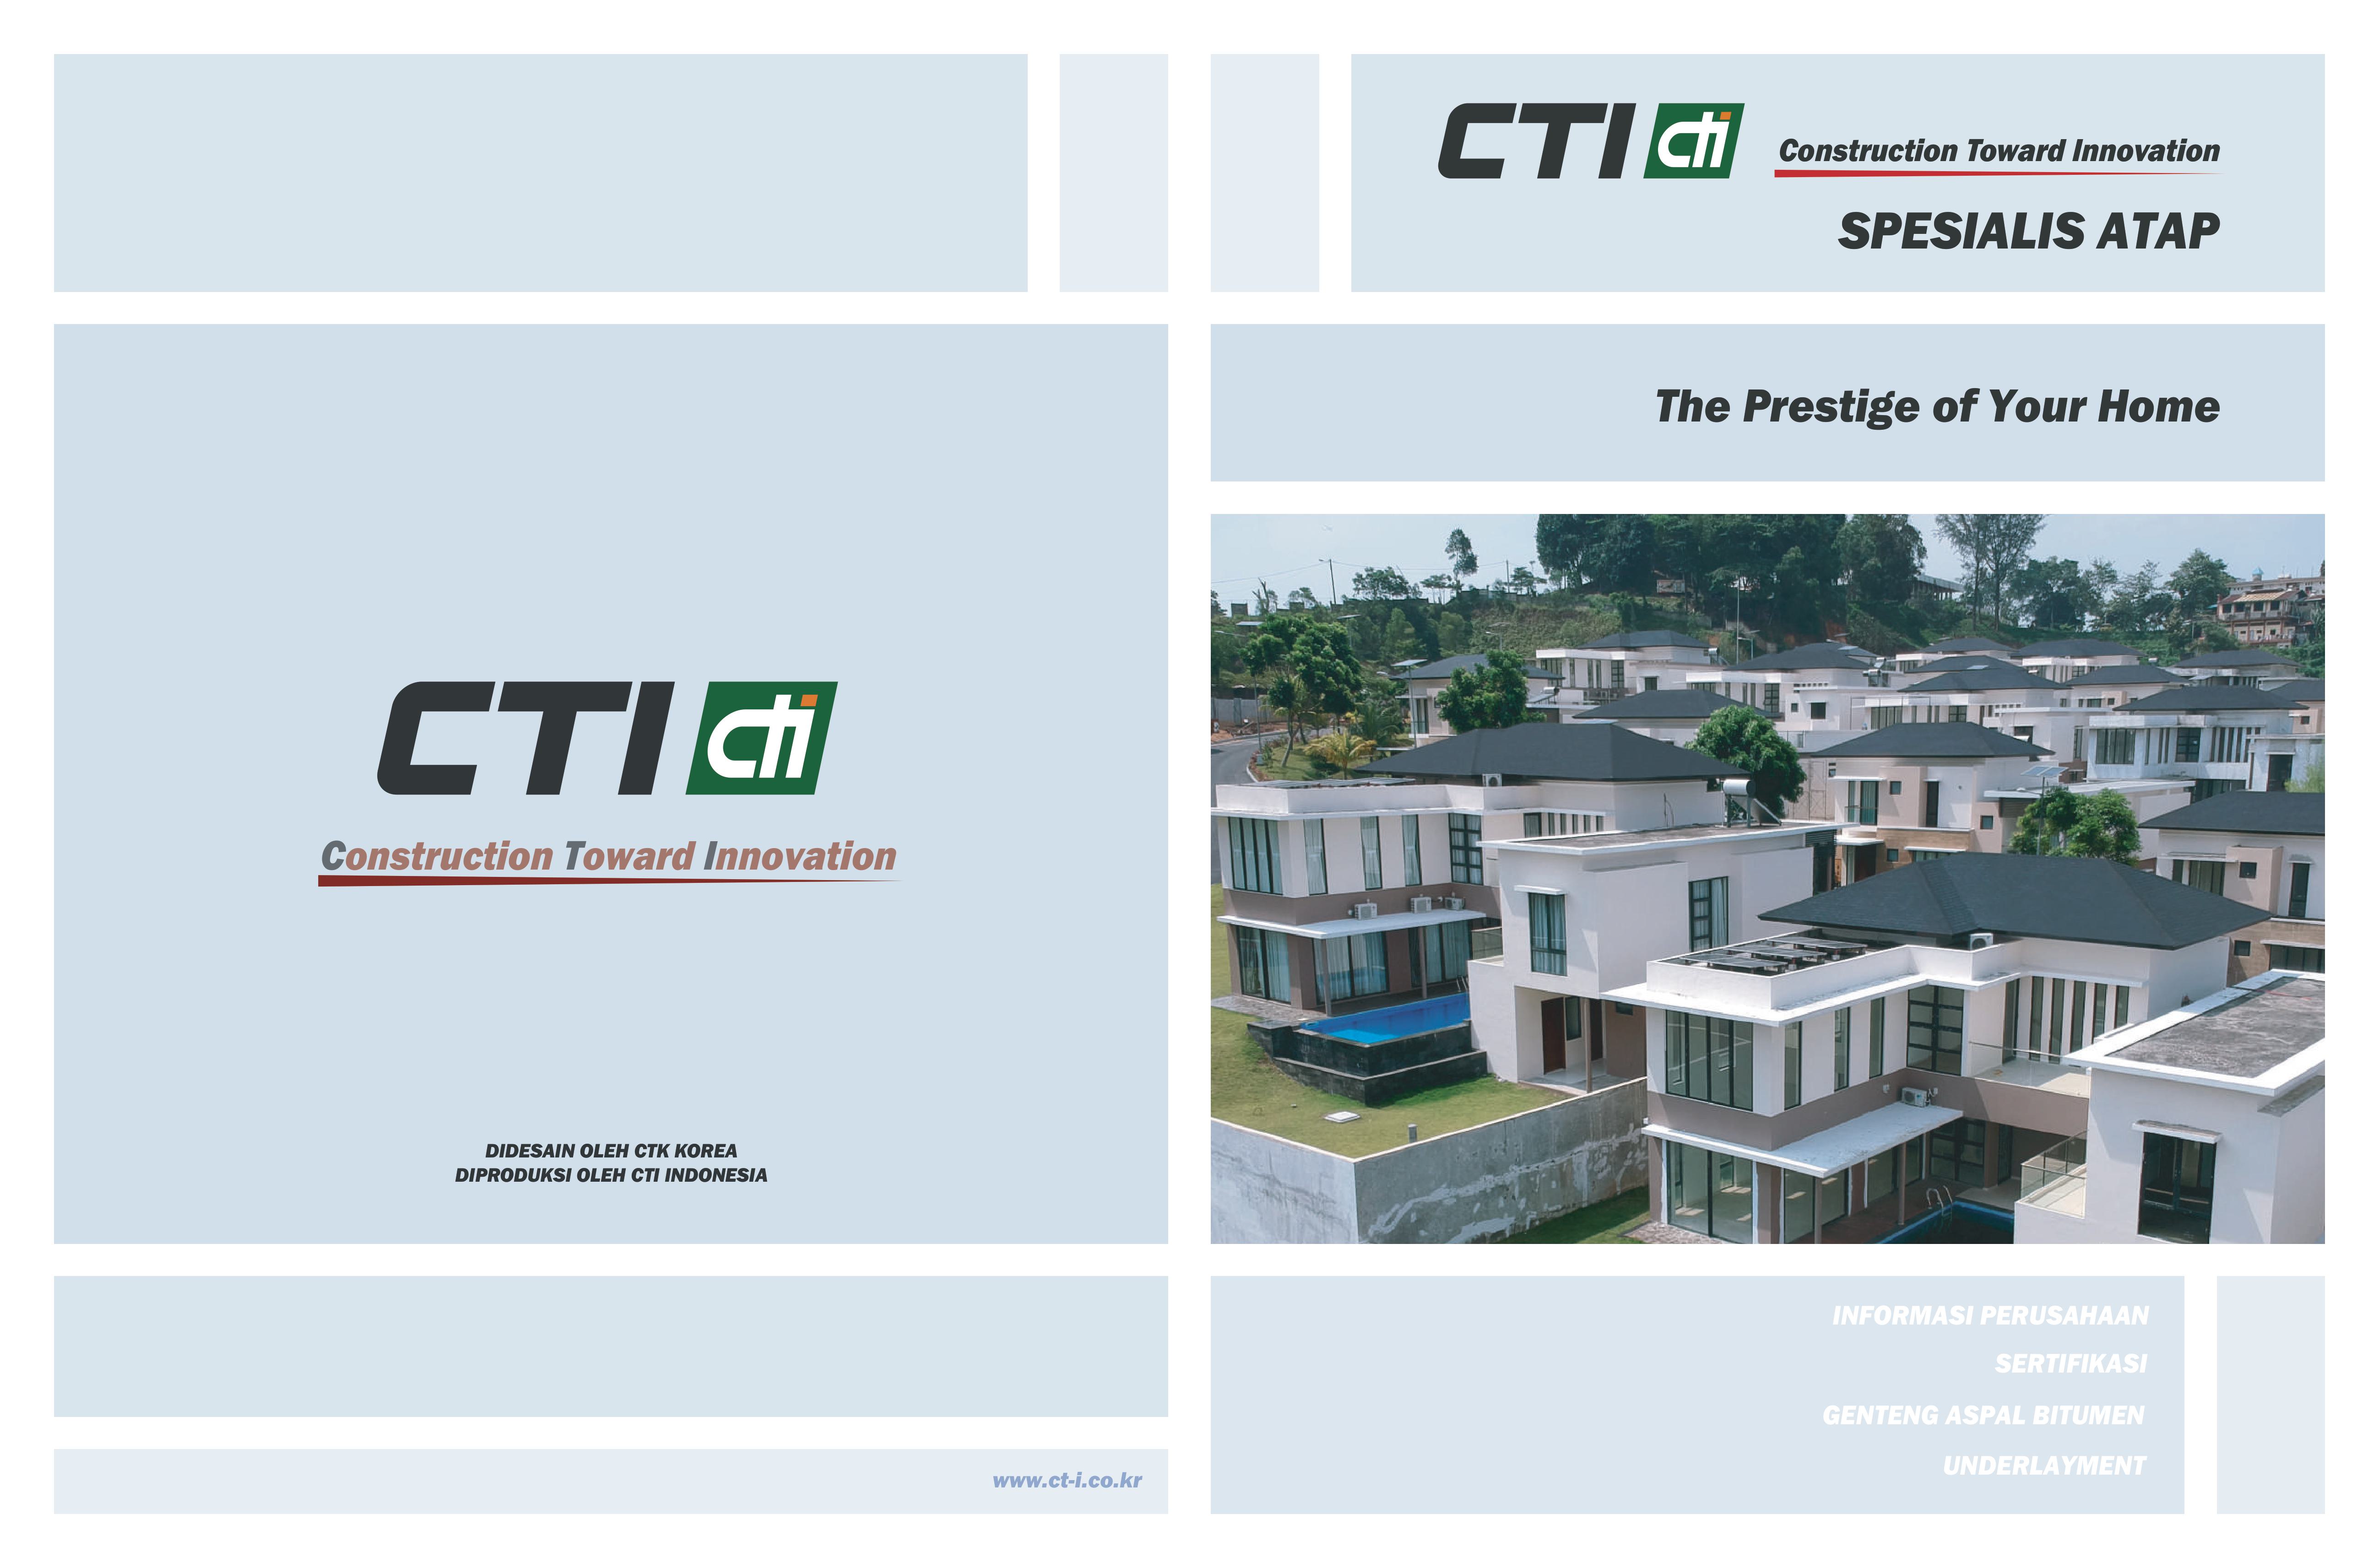 CTI cti
Construction Toward Innovation
DIDESAIN OLEH CTK KOREA
DIPRODUKSI OLEH CTI INDONESIA
www.ct-i.co.kr
CTI cti
Construction Toward Innovation
SPESIALIS ATAP
The Prestige of Your Home
INFORMASI PERUSAHAAN
SERTIFIKASI
GENTENG ASPAL BITUMEN
UNDERLAYMENT